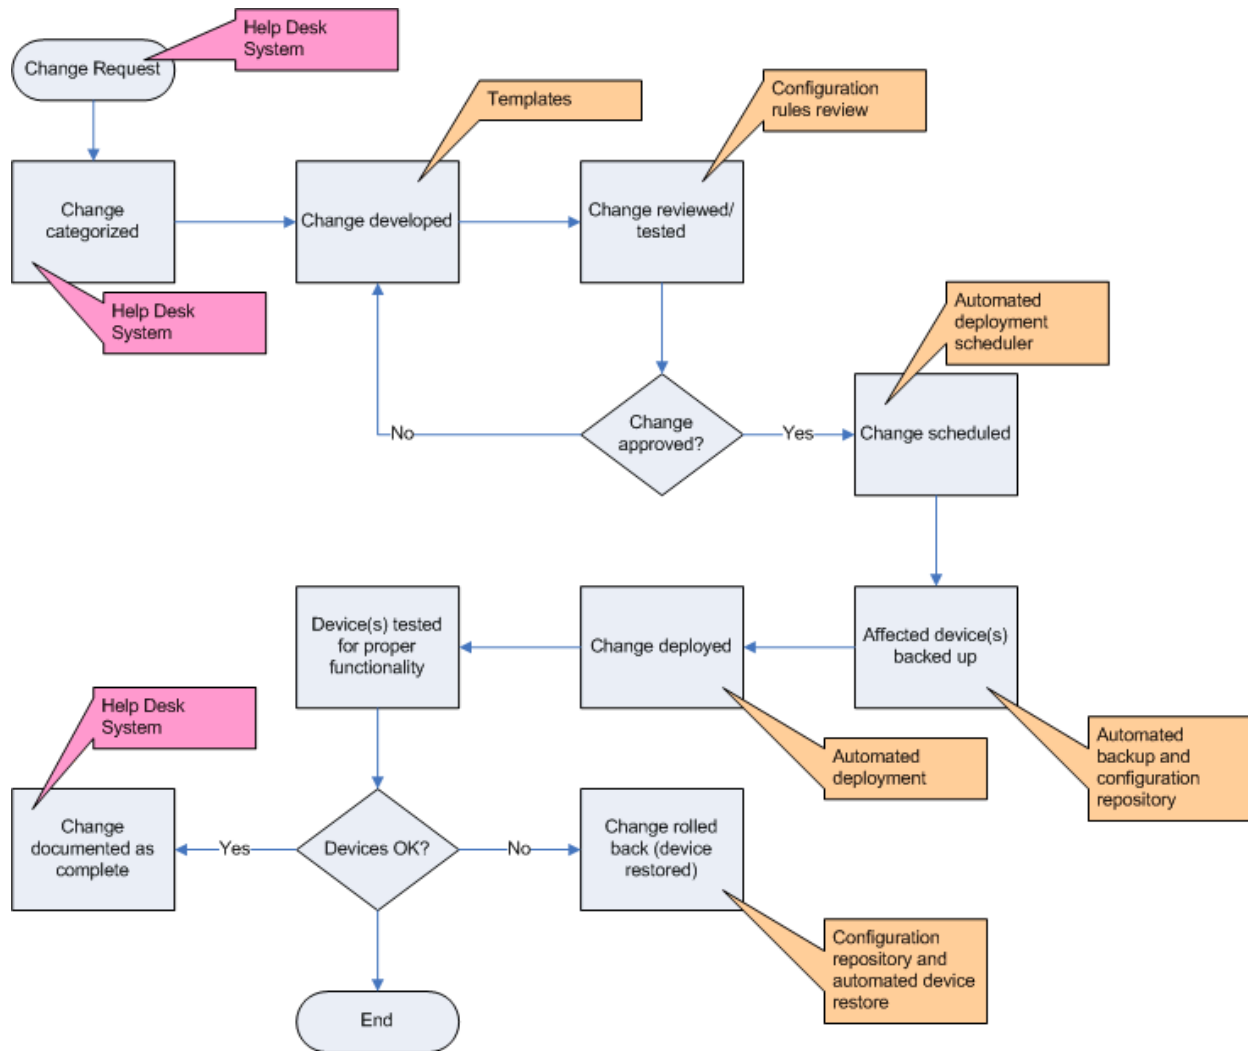 Help Desk
System
Change Request
Templates
Configuration
rules review
Change
categorized
Change developed
Change reviewed/
tested
Help Desk
System
Automated
deployment
scheduler
Change
approved?
No
Yes
Change scheduled
Device(s) tested
for proper
functionality
Change deployed
Affected device(s)
backed up
Help Desk
System
Automated
deployment
Automated
backup and
configuration
repository
Change
documented as
complete
Yes
Devices OK?
No
Change rolled
back (device
restored)
Configuration
repository and
automated device
restore
End